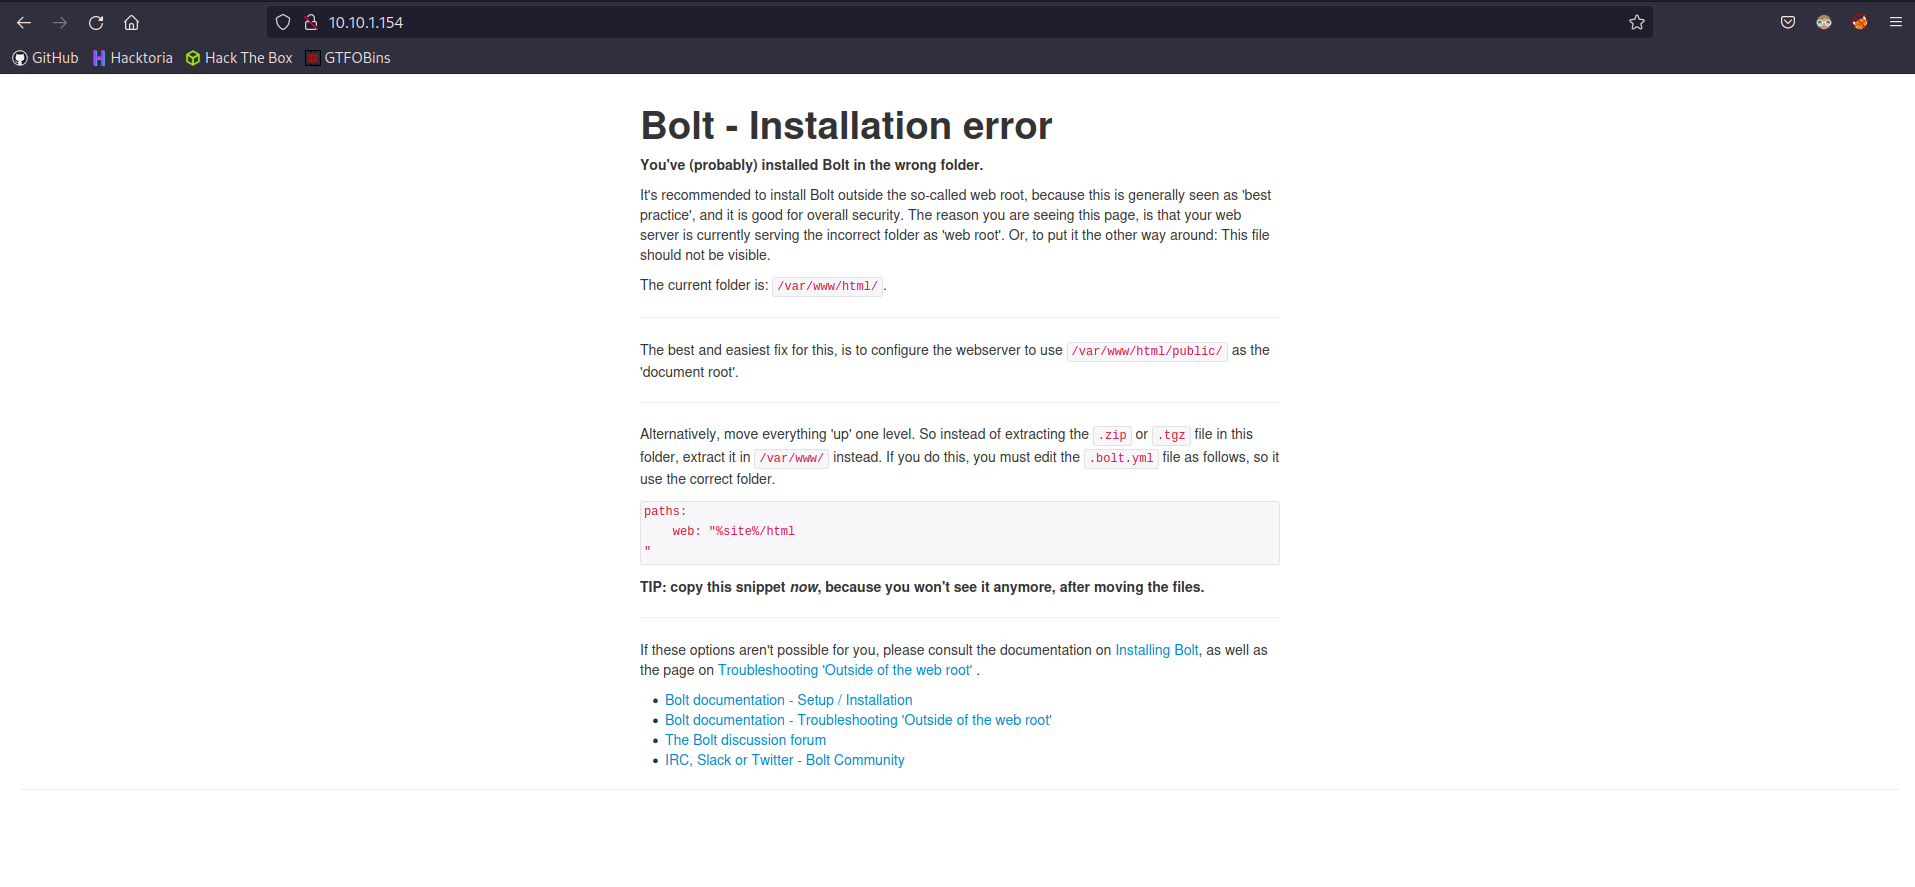 10.10.1.154
GitHub Hacktoria Hack The Box GTFOBins
Bolt - Installation error
You've (probably) installed Bolt in the wrong folder.
It's recommended to install Bolt outside the so-called web root, because this is generally seen as 'best
practice', and it is good for overall security. The reason you are seeing this page, is that your web
server is currently serving the incorrect folder as 'web root'. Or, to put it the other way around: This file
should not be visible.
The current folder is: /var/www/html/.
The best and easiest fix for this, is to configure the webserver to use /var/www/html/public/ as the
'document root'.
Alternatively, move everything 'up' one level. So instead of extracting the .zip or .tgz file in this
folder, extract it in /var/www/ instead. If you do this, you must edit the .bolt.yml file as follows, so it
use the correct folder.
paths:
    web: "%site%/html
"
TIP: copy this snippet now, because you won't see it anymore, after moving the files.
If these options aren't possible for you, please consult the documentation on Installing Bolt, as well as
the page on Troubleshooting 'Outside of the web root' .
• Bolt documentation - Setup / Installation
• Bolt documentation - Troubleshooting 'Outside of the web root'
• The Bolt discussion forum
• IRC, Slack or Twitter - Bolt Community